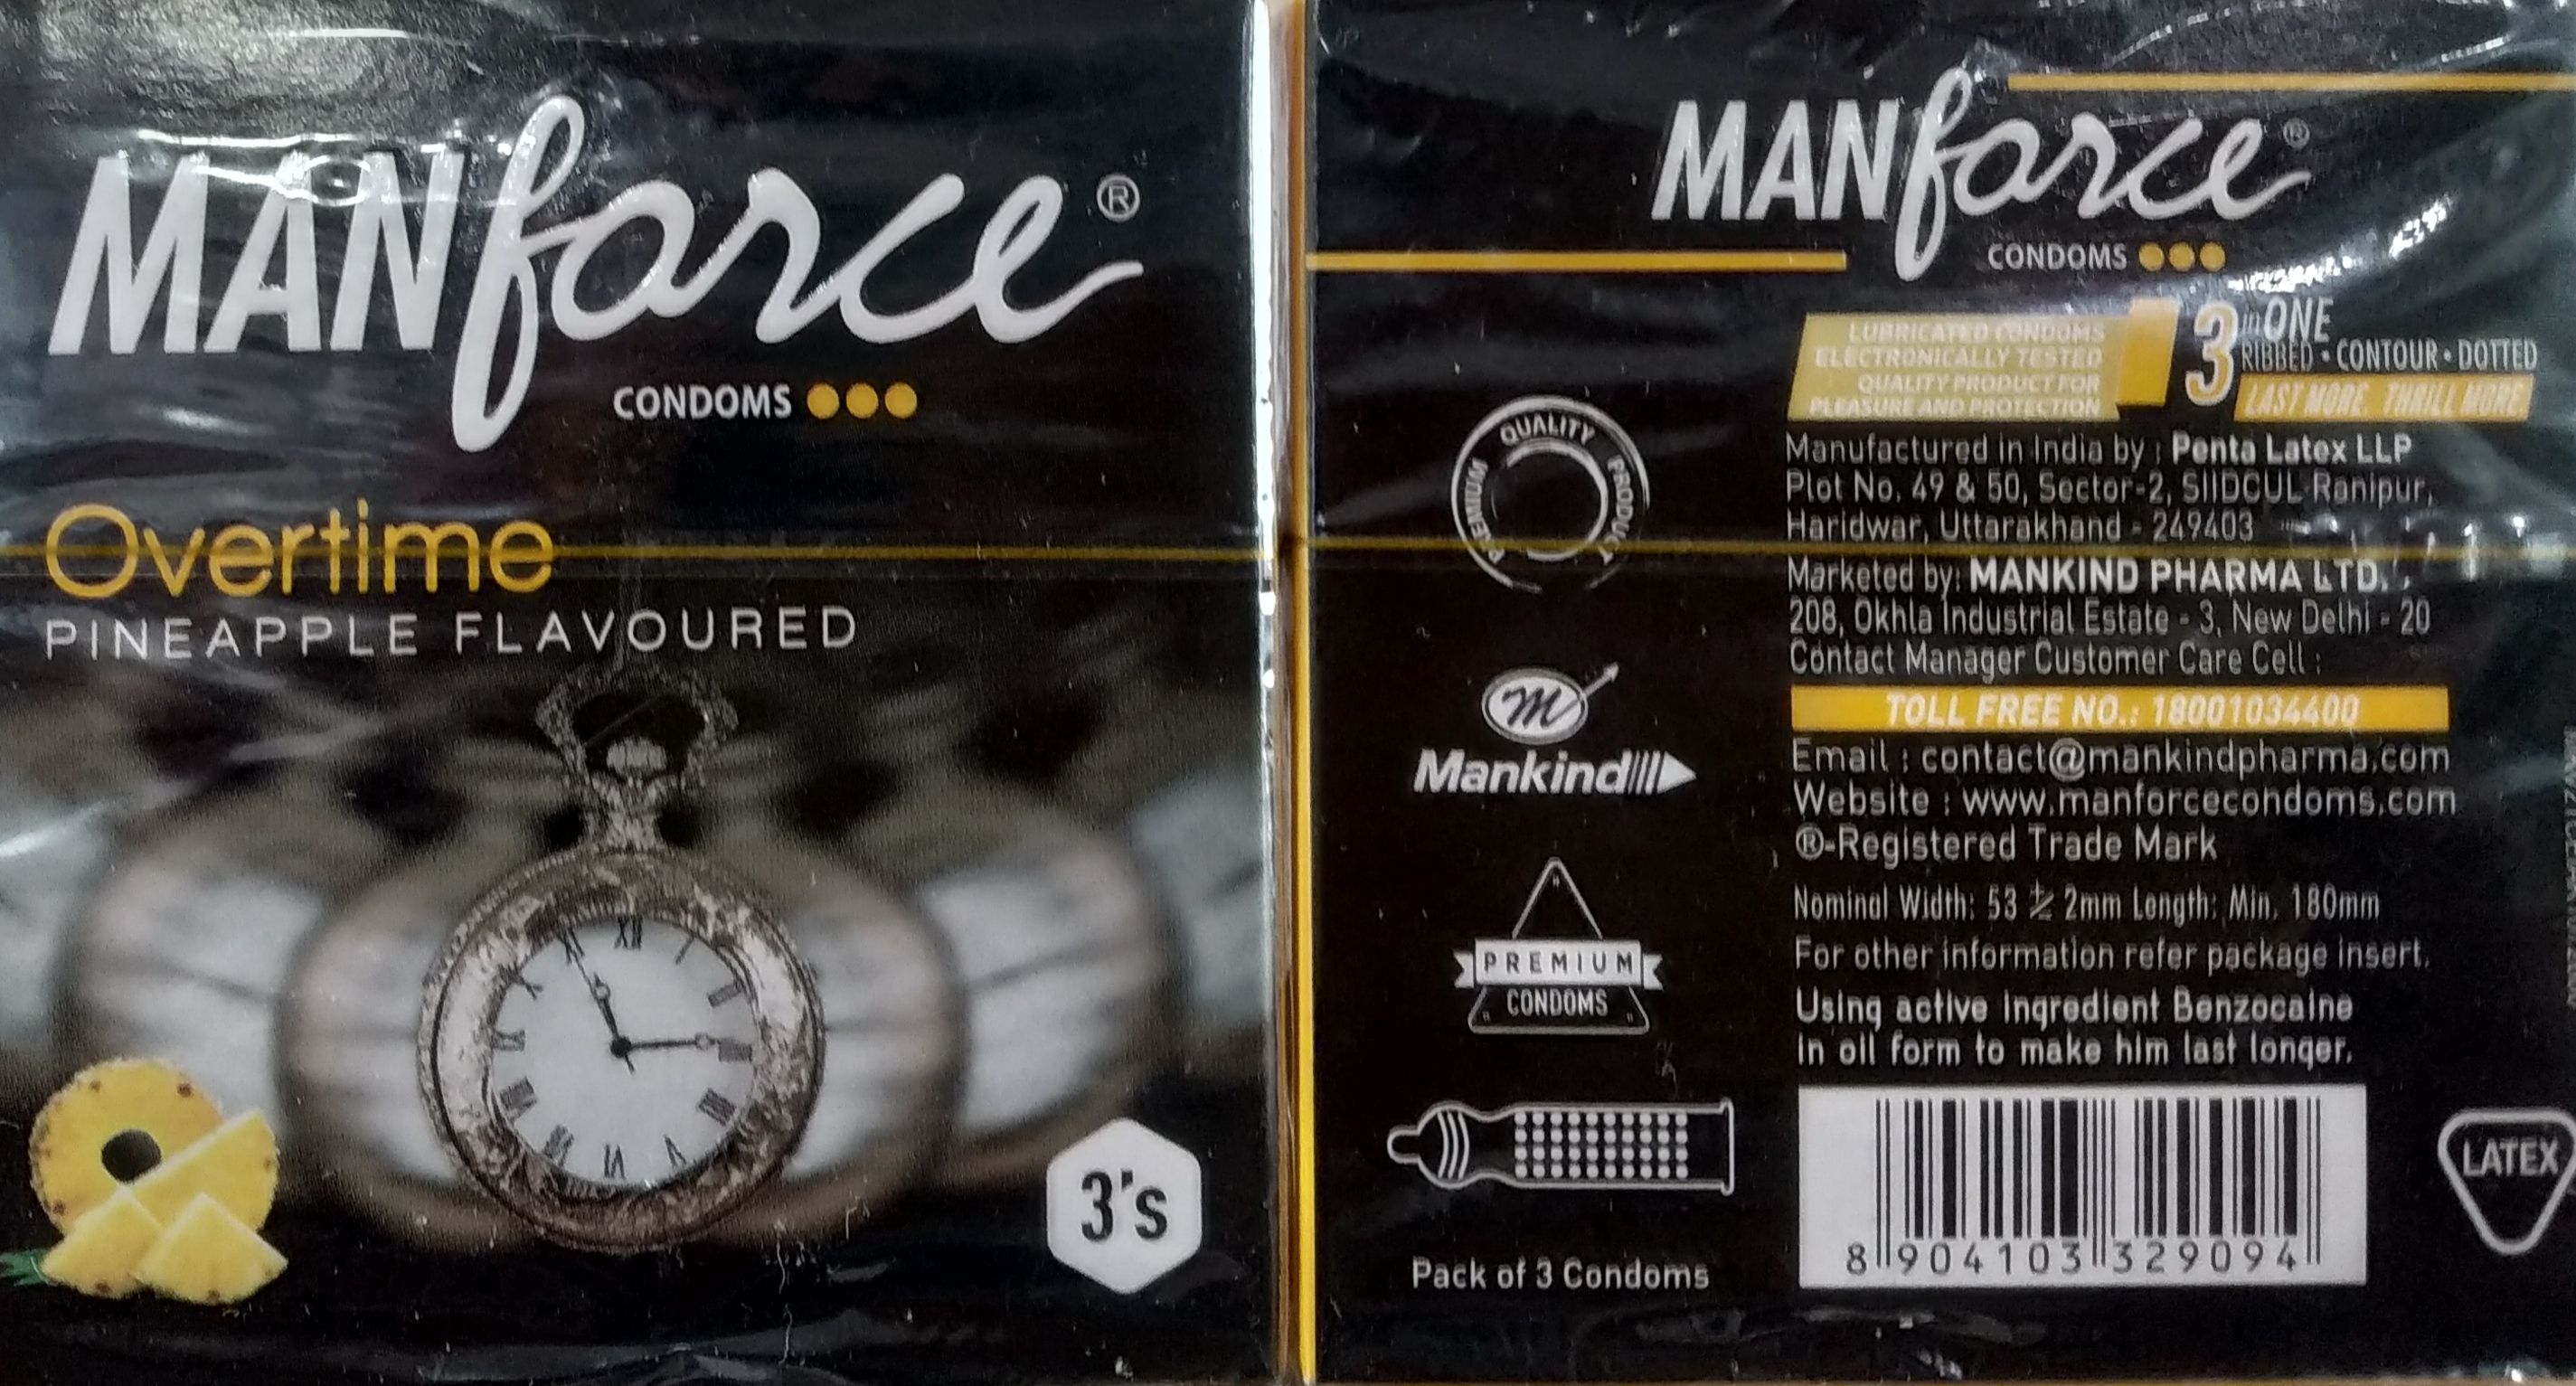 MANforce®
CONDOMS
Overtime
PINEAPPLE FLAVOURED
XII
3's
MANforce®
CONDOMS
LUBRICATED CONDOMS
ELECTRONICALLY TESTED
QUALITY PRODUCT FOR
PLEASURE AND PROTECTION
3 in ONE
RIBBED • CONTOUR • DOTTED
LAST MORE. THRILL MORE
PREMIUM QUALITY PRODUCT
Manufactured in India by : Penta Latex LLP
Plot No. 49 & 50, Sector-2, SIIDCUL Ranipur,
Haridwar, Uttarakhand - 249403
Marketed by: MANKIND PHARMA LTD.,
208, Okhla Industrial Estate - 3, New Delhi - 20
Contact Manager Customer Care Cell :
TOLL FREE NO.: 18001034400
Email : contact@mankindpharma.com
Website : www.manforcecondoms.com
®-Registered Trade Mark
m
Mankind
Nominal Width: 53 ± 2mm Length: Min. 180mm
For other information refer package insert.
PREMIUM
CONDOMS
Using active ingredient Benzocaine
in oil form to make him last longer.
8 904103 329094
LATEX
Pack of 3 Condoms